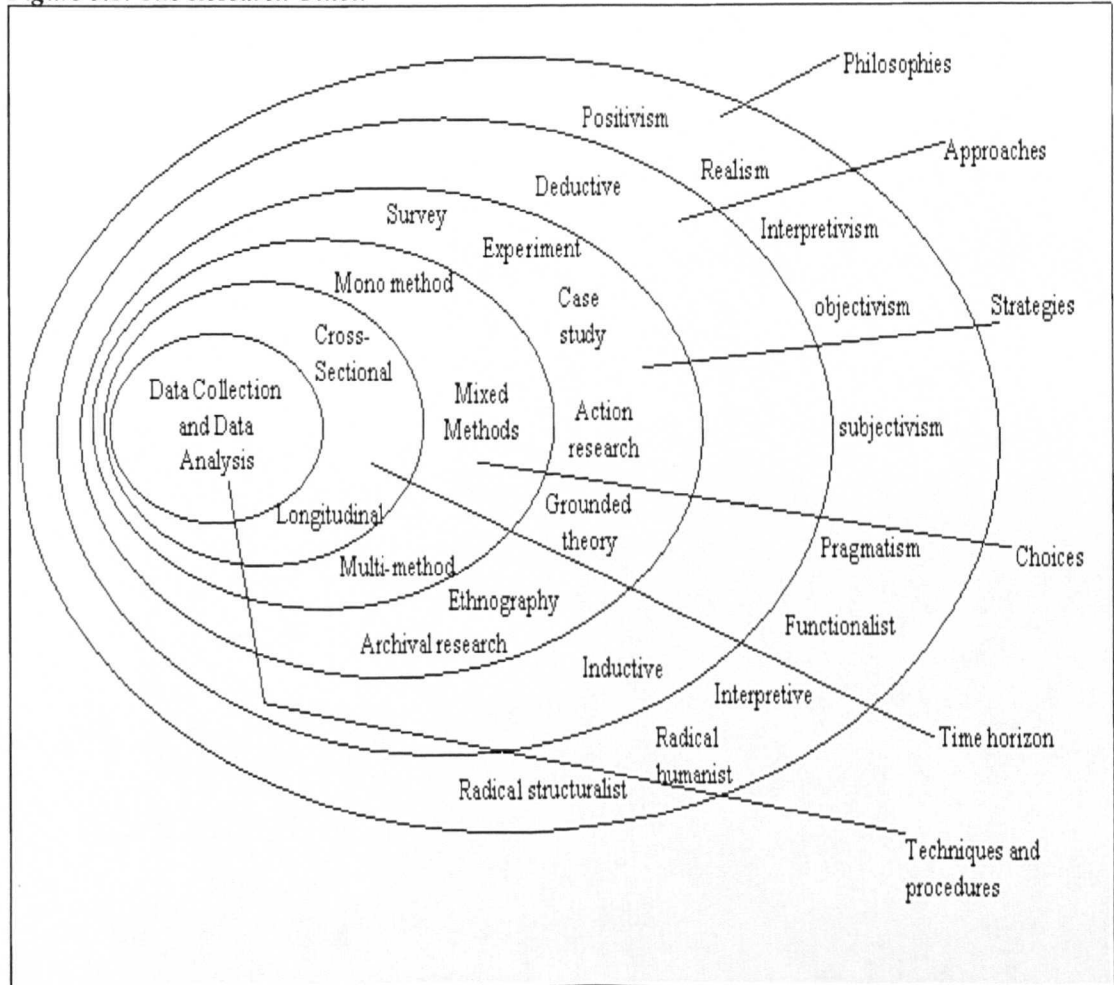 Philosophies
Positivism
Approaches
Realism
Deductive
Survey
Interpretivism
Experiment
Mono method
Case
study
objectivism
Strategies
Cross-
Sectional
Data Collection
and Data
Analysis
Mixed
Methods
Action
research
subjectivism
Longitudinal
Grounded
theory
Pragmatism
Choices
Multi-method
Ethnography
Functionalist
Archival research
Inductive
Interpretive
Radical
humanist
Time horizon
Radical structuralist
Techniques and
procedures